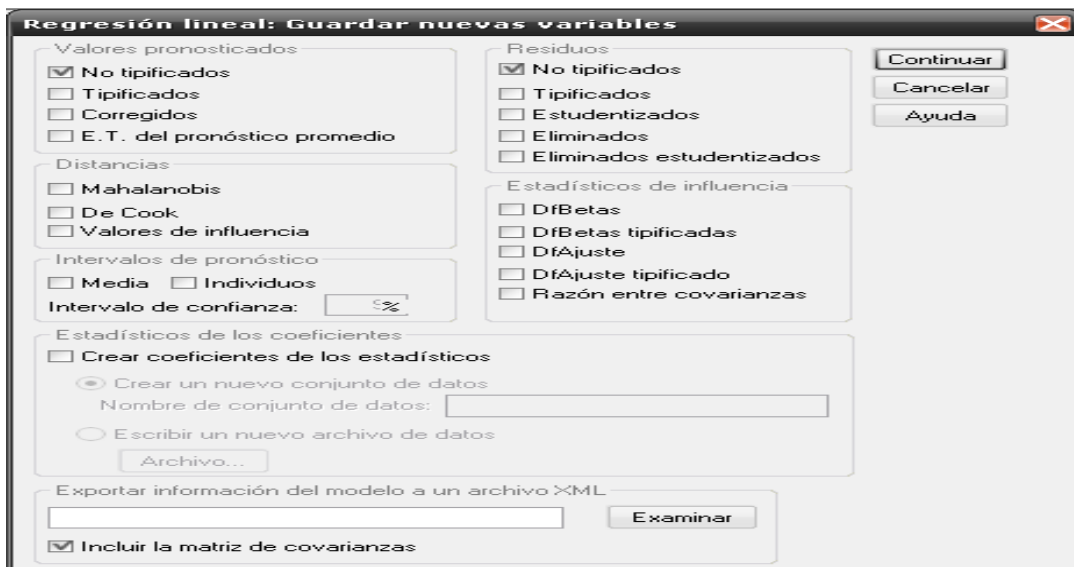 Regresión lineal: Guardar nuevas variables
Valores pronosticados
No tipificados
Tipificados
Corregidos
E.T. del pronóstico promedio
Distancias
Mahalanobis
De Cook
Valores de influencia
Intervalos de pronóstico
Media Individuos
Intervalo de confianza: %
Residuos
No tipificados
Tipificados
Estudentizados
Eliminados
Eliminados estudentizados
Estadísticos de influencia
DfBetas
DfBetas tipificadas
DfAjuste
DfAjuste tipificado
Razón entre covarianzas
Continuar
Cancelar
Ayuda
Estadísticos de los coeficientes
Crear coeficientes de los estadísticos
Crear un nuevo conjunto de datos
Nombre de conjunto de datos:
Escribir un nuevo archivo de datos
Archivo...
Exportar información del modelo a un archivo XML
Examinar
Incluir la matriz de covarianzas